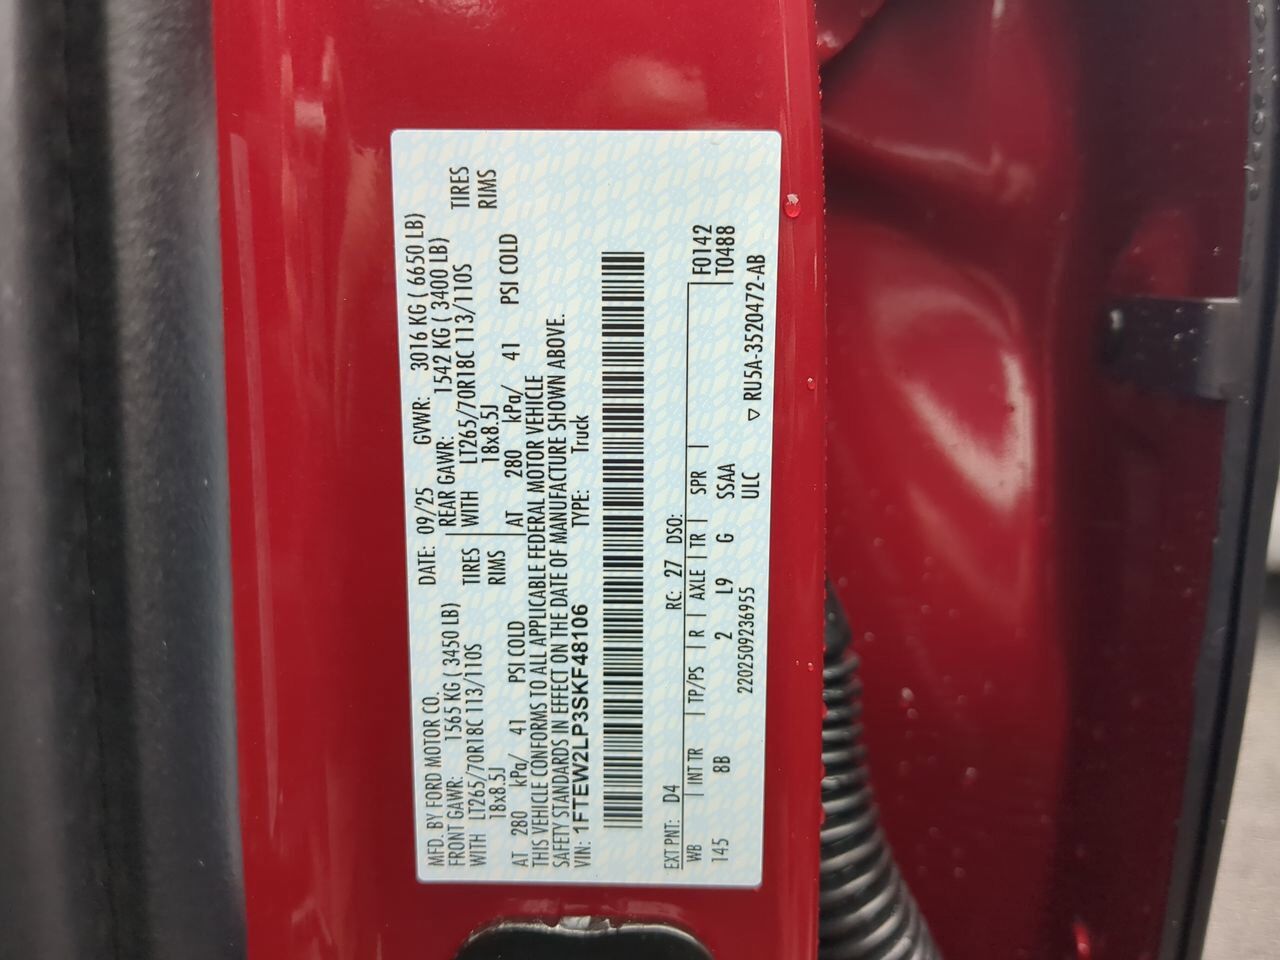 MFD. BY FORD MOTOR CO. DATE: 09/25 GVWR: 3016 KG ( 6650 LB)
FRONT GAWR: 1565 KG ( 3450 LB) REAR GAWR: 1542 KG ( 3400 LB)
WITH LT265/70R18C 113/110S TIRES WITH LT265/70R18C 113/110S TIRES
18x8.5J RIMS 18x8.5J RIMS
AT 280 kPa/ 41 PSI COLD AT 280 kPa/ 41 PSI COLD
THIS VEHICLE CONFORMS TO ALL APPLICABLE FEDERAL MOTOR VEHICLE
SAFETY STANDARDS IN EFFECT ON THE DATE OF MANUFACTURE SHOWN ABOVE.
VIN: 1FTEW2LP3SKF48106 TYPE: Truck
EXT PNT: D4 RC: 27 DSO: F0142
WB | INT TR | TP/PS | R | AXLE | TR | SPR | T0488
145 8B 2 L9 G SSAA
2202509236955 ULC ▽ RU5A-3520472-AB